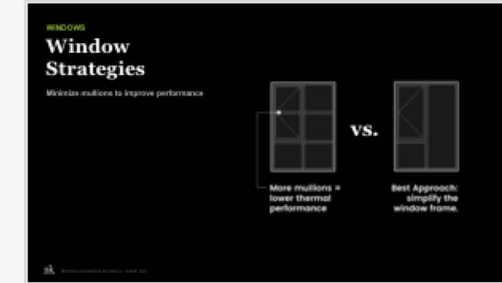 WINDOWS
Window
Strategies
Minimize mullions to improve performance
vs.
More mullions =
lower thermal
performance
Best Approach:
simplify the
window frame.